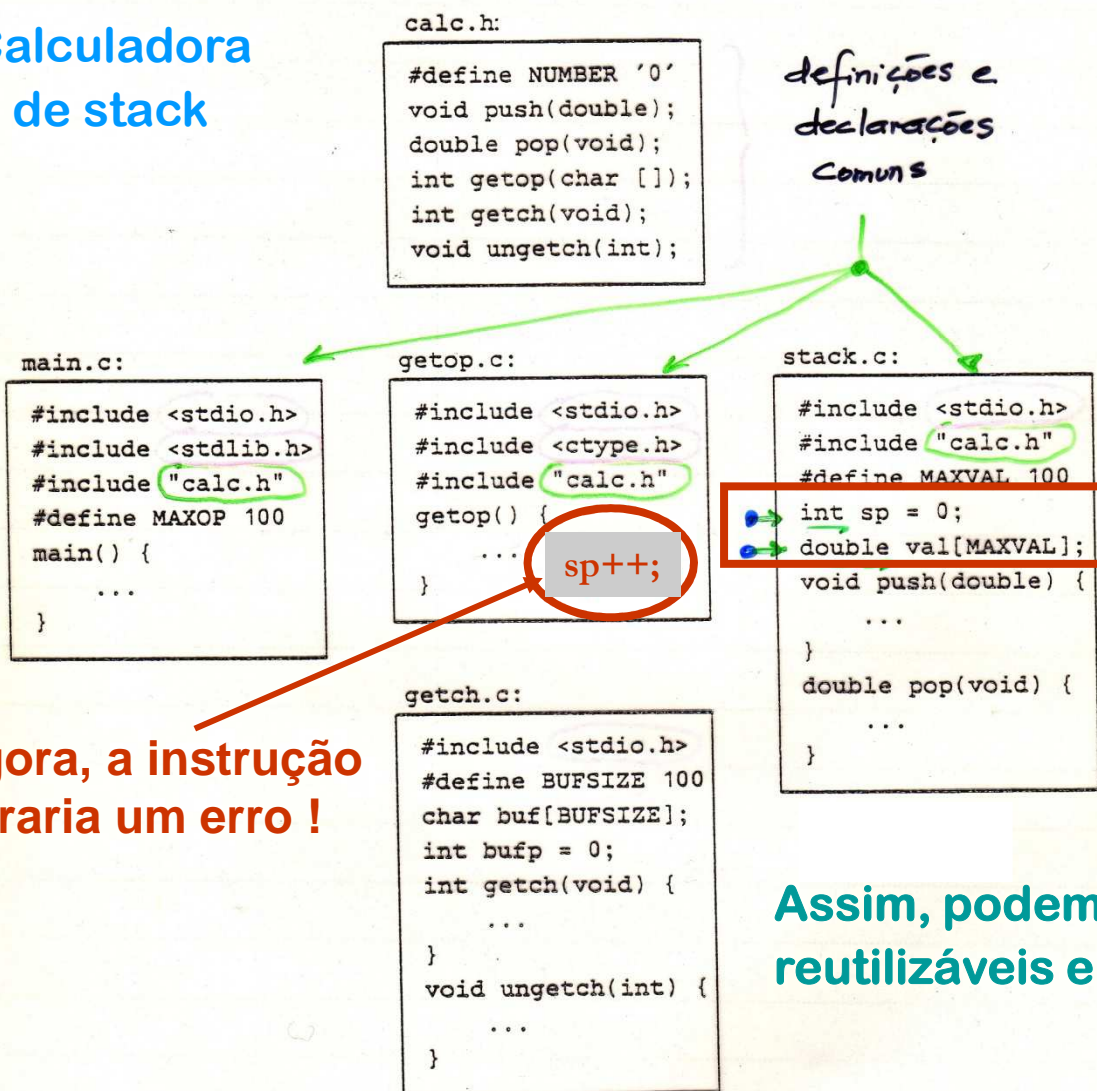 Calculadora
de stack
calc.h:
#define NUMBER '0'
void push(double);
double pop(void);
int getop(char []);
int getch(void);
void ungetch(int);
definições e
declarações
comuns
main.c:
#include <stdio.h>
#include <stdlib.h>
#include "calc.h"
#define MAXOP 100
main() {
...
}
getop.c:
#include <stdio.h>
#include <ctype.h>
#include "calc.h"
getop() {
...
sp++;
}
stack.c:
#include <stdio.h>
#include "calc.h"
#define MAXVAL 100
int sp = 0;
double val[MAXVAL];
void push(double) {
...
}
double pop(void) {
...
}
gora, a instrução
raria um erro !
getch.c:
#include <stdio.h>
#define BUFSIZE 100
char buf[BUFSIZE];
int bufp = 0;
int getch(void) {
...
}
void ungetch(int) {
...
}
Assim, podem
reutilizáveis e